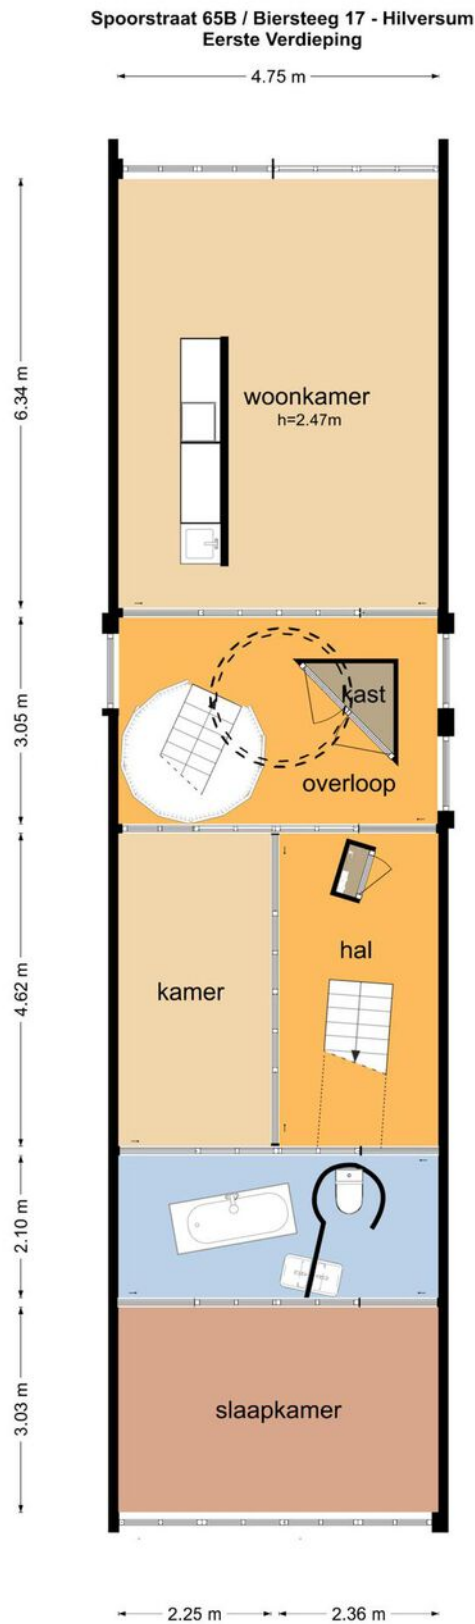 Spoorstraat 65B / Biersteeg 17 - Hilversum
Eerste Verdieping
4.75 m
6.34 m
woonkamer
h=2.47m
3.05 m
kast
overloop
4.62 m
hal
kamer
2.10 m
3.03 m
slaapkamer
2.25 m
2.36 m